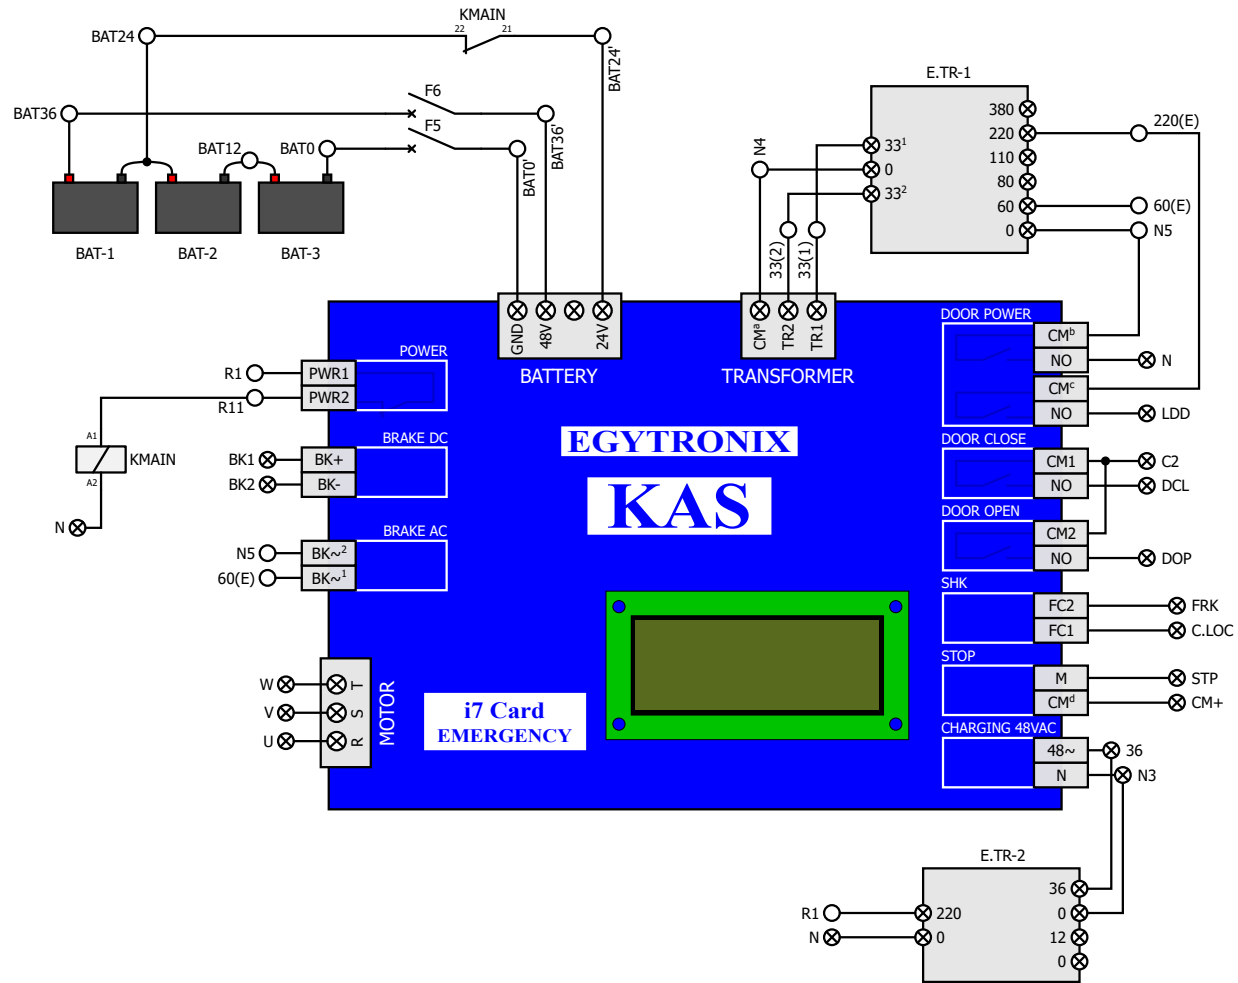 KMAIN
22
21
BAT24
BAT24'
BAT36
F6
BAT36'
F5
BAT12
BAT0
BAT0'
BAT-1
BAT-2
BAT-3
E.TR-1
380
220
220(E)
110
80
60
60(E)
0
N5
33¹
0
33²
N4
33(2)
33(1)
GND
48V
24V
BATTERY
CMᵃ
TR2
TR1
TRANSFORMER
DOOR POWER
CMᵇ
NO
N
CMᶜ
NO
LDD
DOOR CLOSE
CM1
C2
NO
DCL
DOOR OPEN
CM2
NO
DOP
SHK
FC2
FRK
FC1
C.LOC
STOP
M
STP
CMᵈ
CM+
CHARGING 48VAC
48~
36
N
N3
POWER
R1
PWR1
R11
PWR2
A1
KMAIN
A2
N
BRAKE DC
BK1
BK+
BK2
BK-
BRAKE AC
N5
BK~²
60(E)
BK~¹
W
T
V
S
U
R
MOTOR
EGYTRONIX
KAS
i7 Card
EMERGENCY
E.TR-2
R1
220
N
0
36
0
12
0